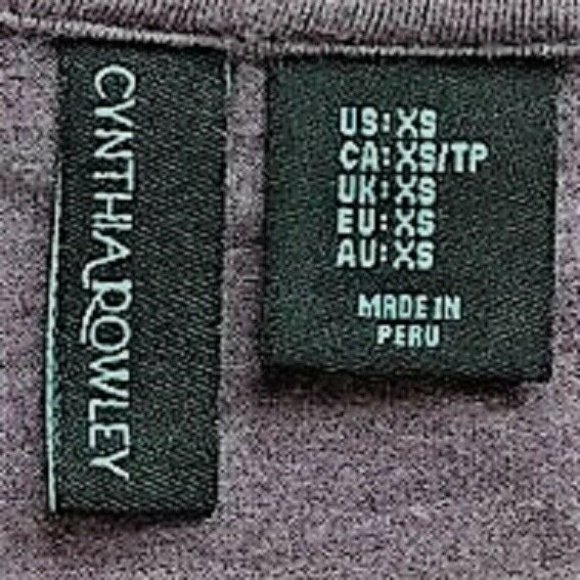 CYNTHIA ROWLEY
US: XS
CA: XS/TP
UK: XS
EU: XS
AU: XS
MADE IN
PERU